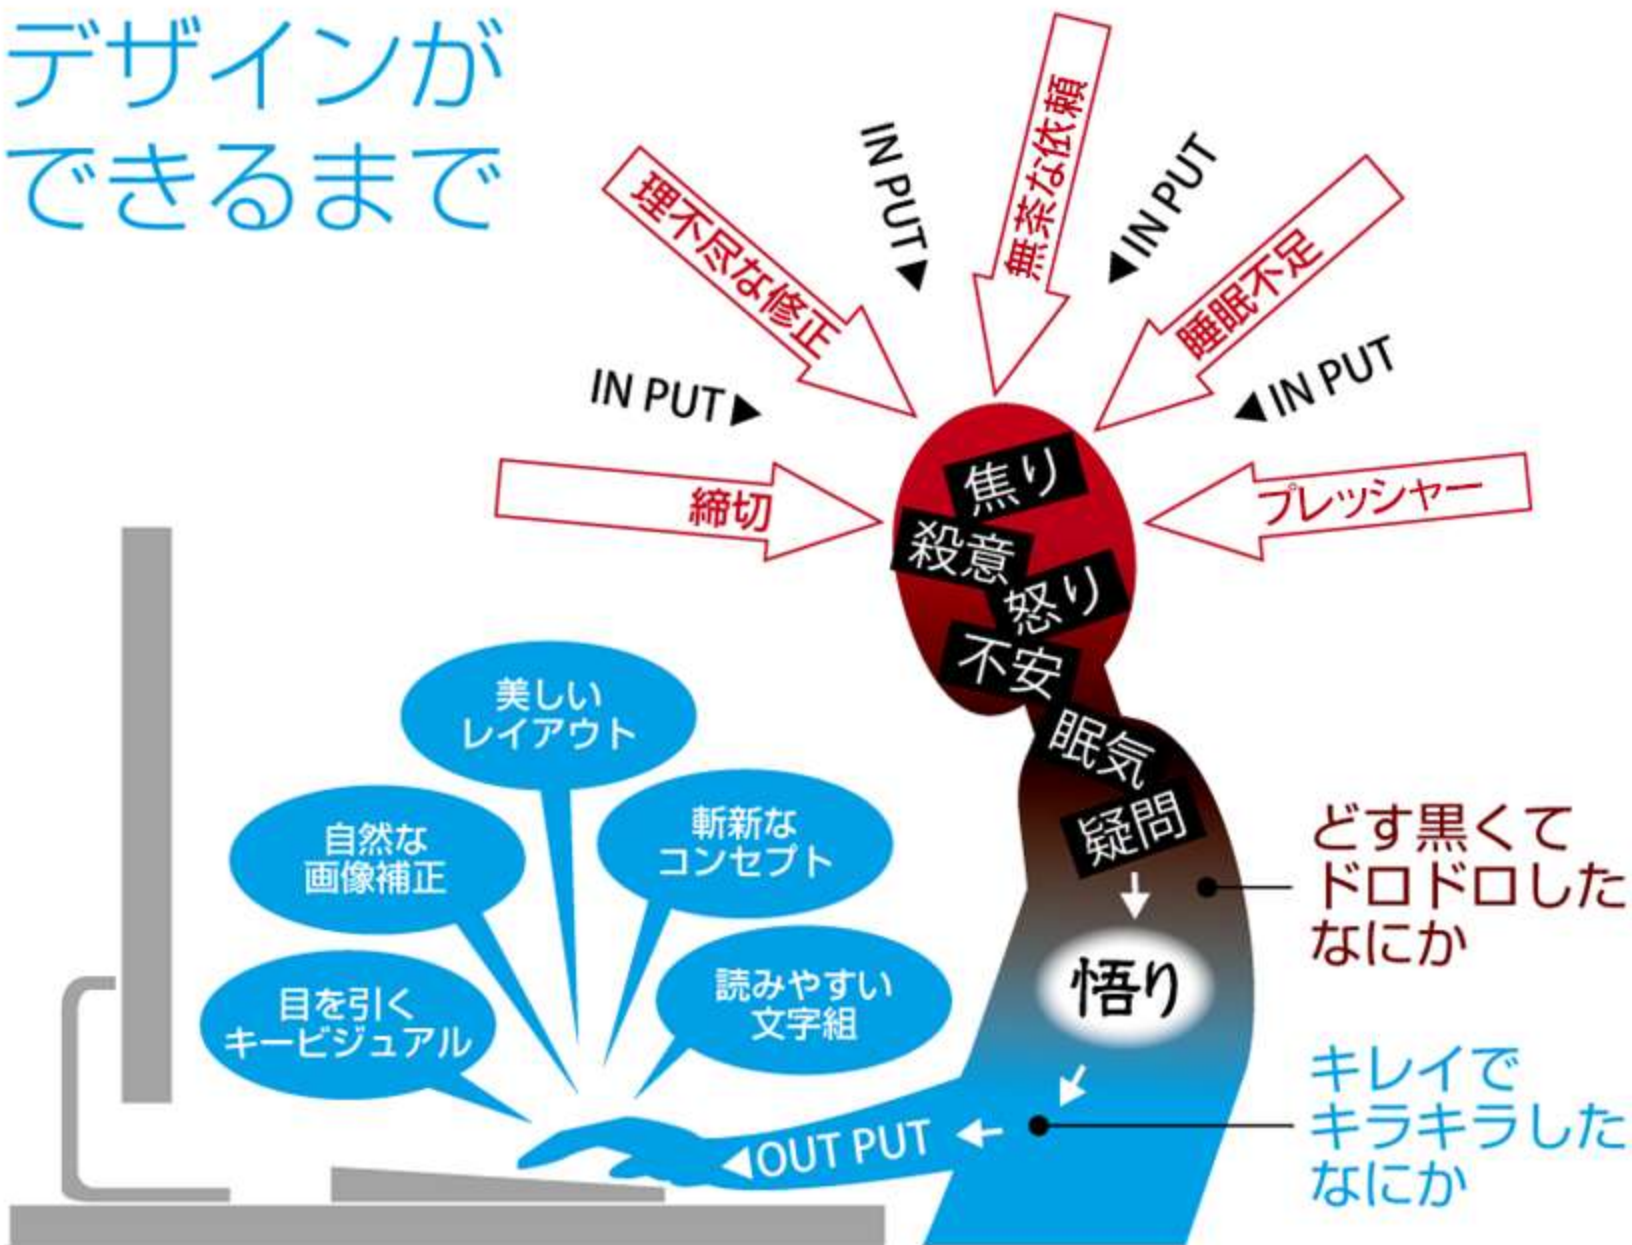 デザインが
できるまで
IN PUT▶
IN PUT▶
◀IN PUT
◀IN PUT
締切
理不尽な修正
無茶な依頼
睡眠不足
プレッシャー
焦り
殺意
怒り
不安
眠気
疑問
悟り
どす黒くて
ドロドロした
なにか
キレイで
キラキラした
なにか
◀OUT PUT
美しい
レイアウト
自然な
画像補正
斬新な
コンセプト
目を引く
キービジュアル
読みやすい
文字組